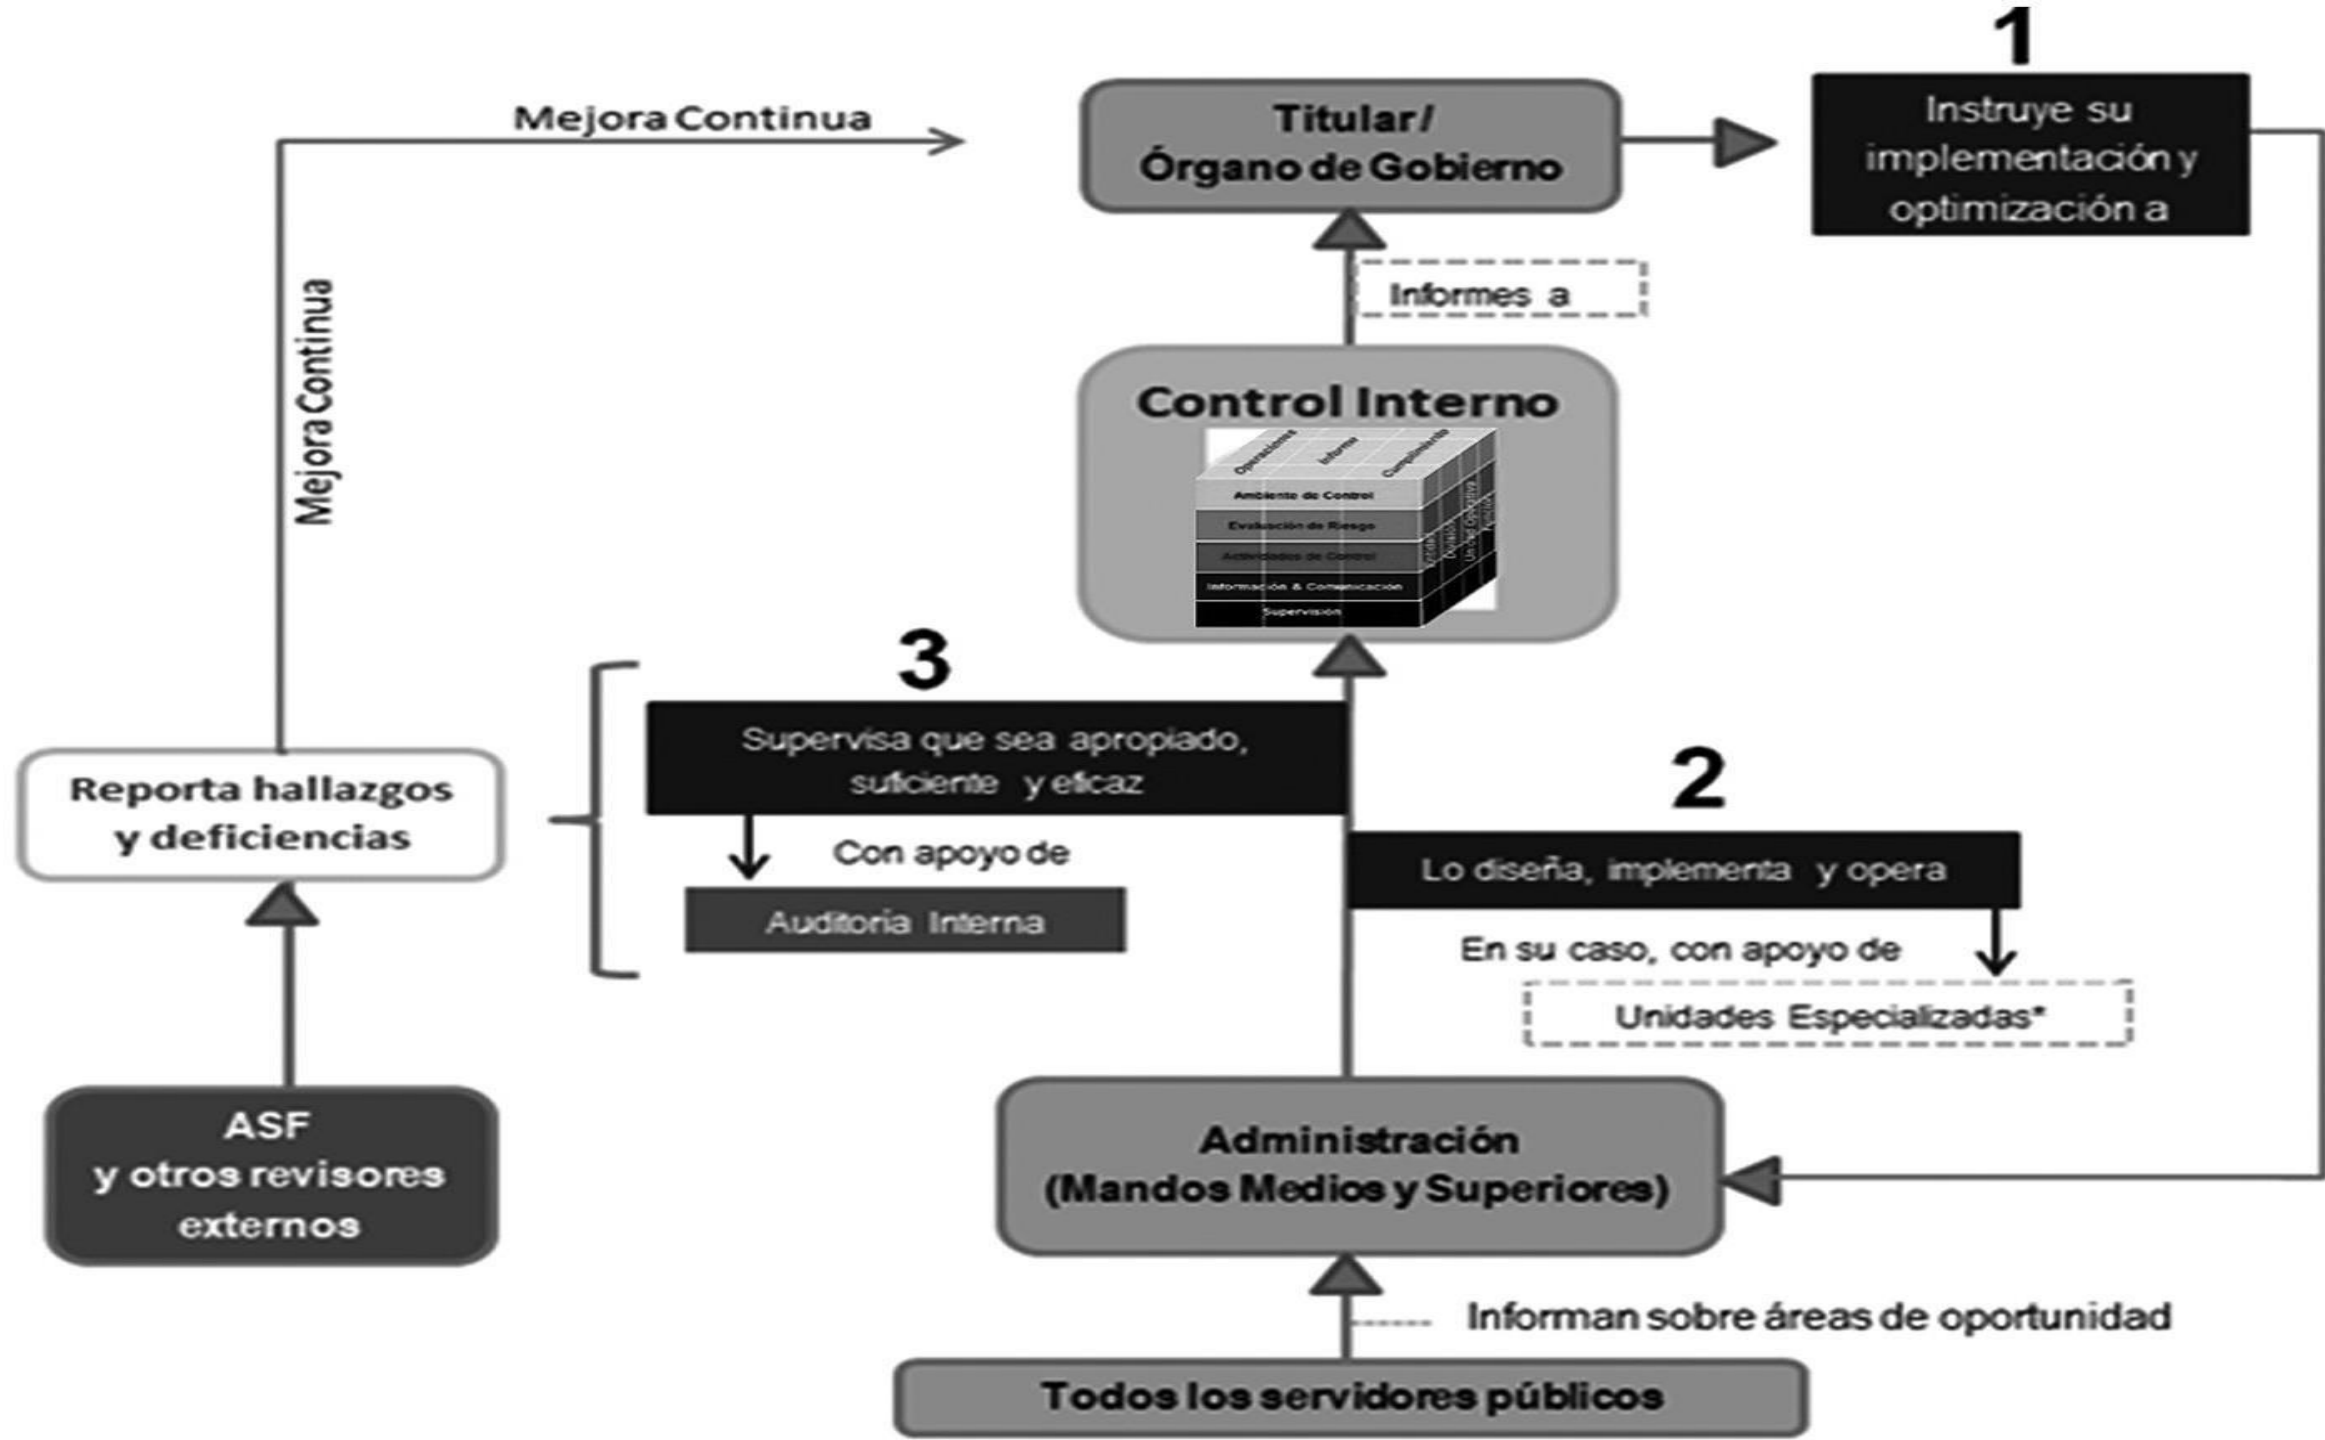 1
Mejora Continua
Titular/
Órgano de Gobierno
Instruye su
implementación y
optimización a
Informes a
Mejora Continua
Control Interno
Operaciones
Informe
Cumplimiento
Ambiente de Control
Evaluación de Riesgo
Actividades de Control
Información & Comunicación
Supervisión
3
Supervisa que sea apropiado,
suficiente y eficaz
Con apoyo de
Auditoría Interna
Reporta hallazgos
y deficiencias
2
Lo diseña, implementa y opera
En su caso, con apoyo de
Unidades Especializadas*
ASF
y otros revisores
externos
Administración
(Mandos Medios y Superiores)
Informan sobre áreas de oportunidad
Todos los servidores públicos